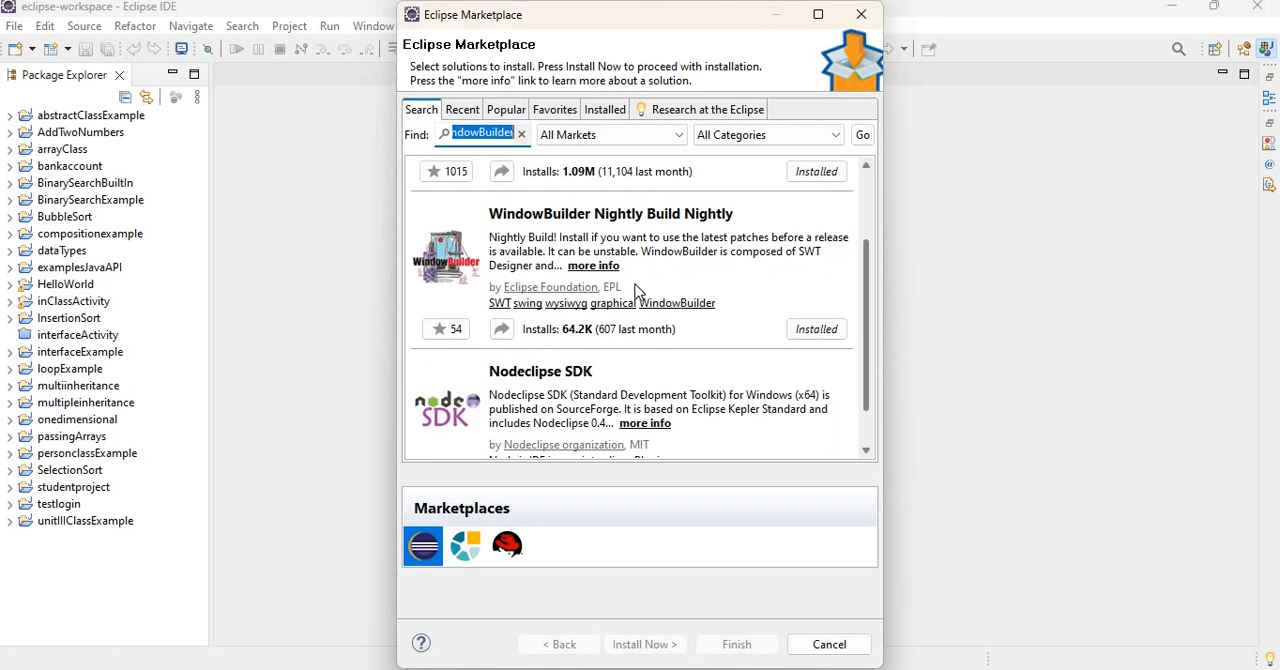 eclipse-workspace - Eclipse IDE
File Edit Source Refactor Navigate Search Project Run Window
Package Explorer
abstractClassExample
AddTwoNumbers
arrayClass
bankaccount
BinarySearchBuiltIn
BinarySearchExample
BubbleSort
compositionexample
dataTypes
examplesJavaAPI
HelloWorld
inClassActivity
InsertionSort
interfaceActivity
interfaceExample
loopExample
multiinheritance
multipleinheritance
onedimensional
passingArrays
personclassExample
SelectionSort
studentproject
testlogin
unitIIIClassExample
Eclipse Marketplace
Eclipse Marketplace
Select solutions to install. Press Install Now to proceed with installation.
Press the "more info" link to learn more about a solution.
Search Recent Popular Favorites Installed Research at the Eclipse
Find: ndowBuilder All Markets All Categories Go
1015 Installs: 1.09M (11,104 last month) Installed
WindowBuilder Nightly Build Nightly
Nightly Build! Install if you want to use the latest patches before a release
is available. It can be unstable. WindowBuilder is composed of SWT
Designer and... more info
WindowBuilder
by Eclipse Foundation, EPL
SWT swing wysiwyg graphical WindowBuilder
54 Installs: 64.2K (607 last month) Installed
Nodeclipse SDK
Nodeclipse SDK (Standard Development Toolkit) for Windows (x64) is
published on SourceForge. It is based on Eclipse Kepler Standard and
includes Nodeclipse 0.4... more info
node
SDK
by Nodeclipse organization, MIT
Marketplaces
< Back Install Now > Finish Cancel